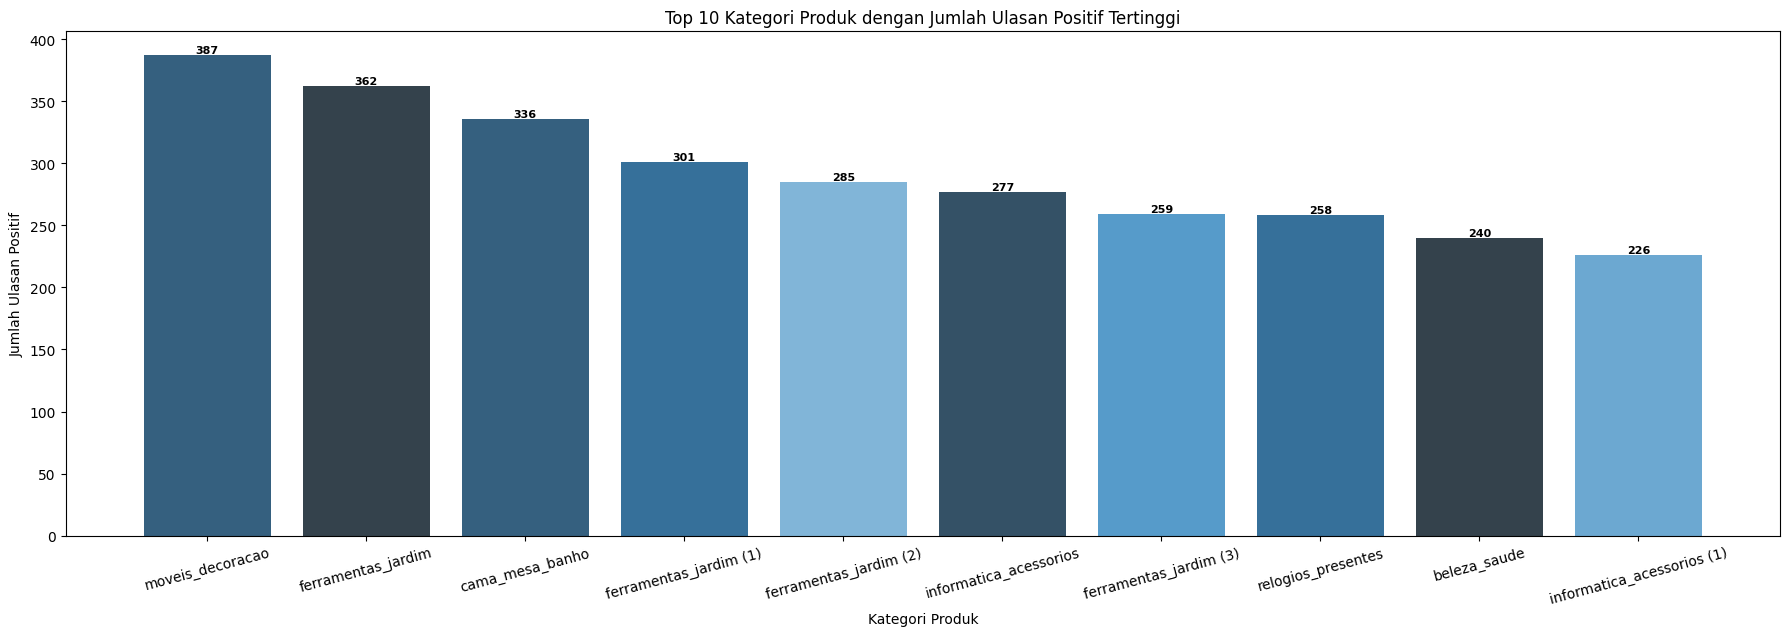 Top 10 Kategori Produk dengan Jumlah Ulasan Positif Tertinggi
Jumlah Ulasan Positif
400
350
300
250
200
150
100
50
0
387
362
336
301
285
277
259
258
240
226
moveis_decoracao
ferramentas_jardim
cama_mesa_banho
ferramentas_jardim (1)
ferramentas_jardim (2)
informatica_acessorios
ferramentas_jardim (3)
relogios_presentes
beleza_saude
informatica_acessorios (1)
Kategori Produk